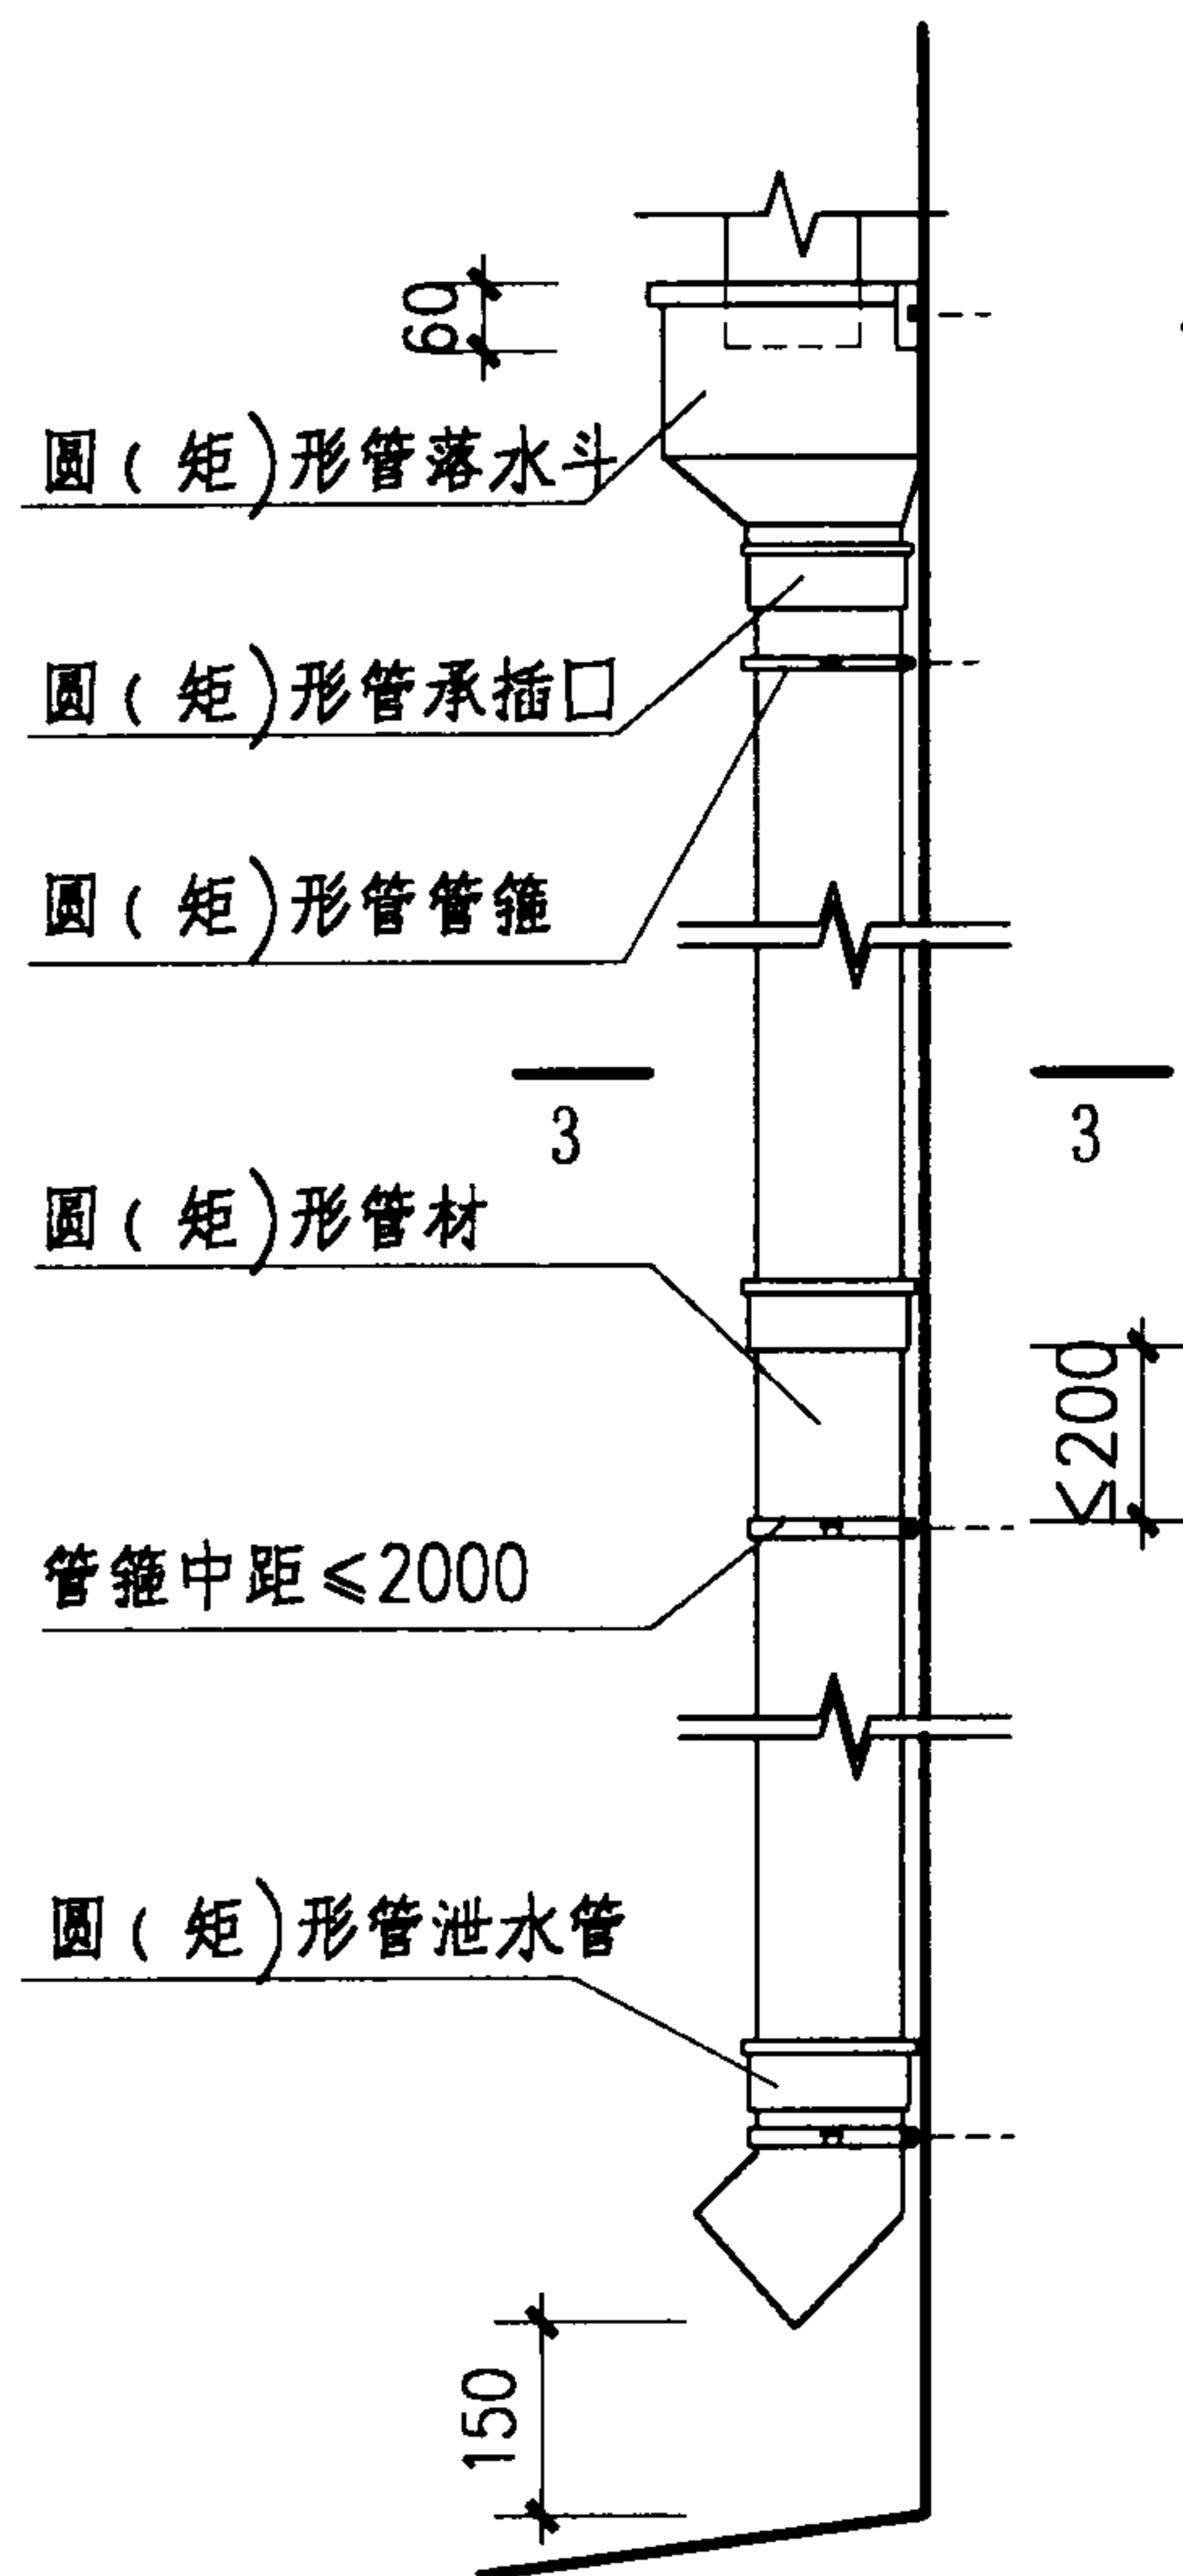 60
圆(矩)形管落水斗
圆(矩)形管承插口
圆(矩)形管管箍
3 3
圆(矩)形管材
≤200
管箍中距≤2000
圆(矩)形管泄水管
150